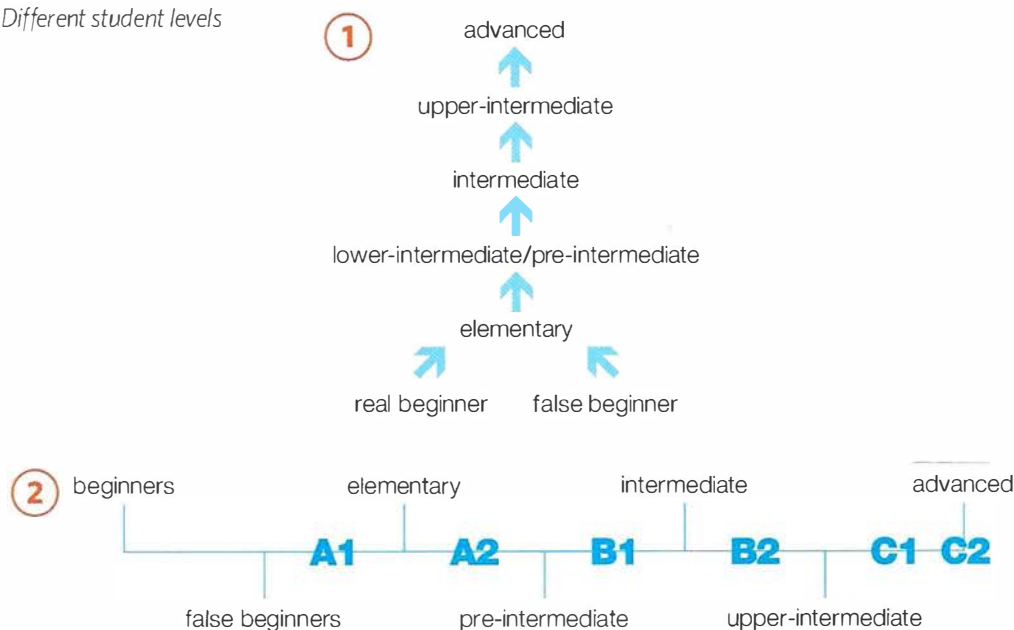 Different student levels
1
advanced
upper-intermediate
intermediate
lower-intermediate/pre-intermediate
elementary
real beginner false beginner
2 beginners elementary intermediate advanced
A1 A2 B1 B2 C1 C2
false beginners pre-intermediate upper-intermediate